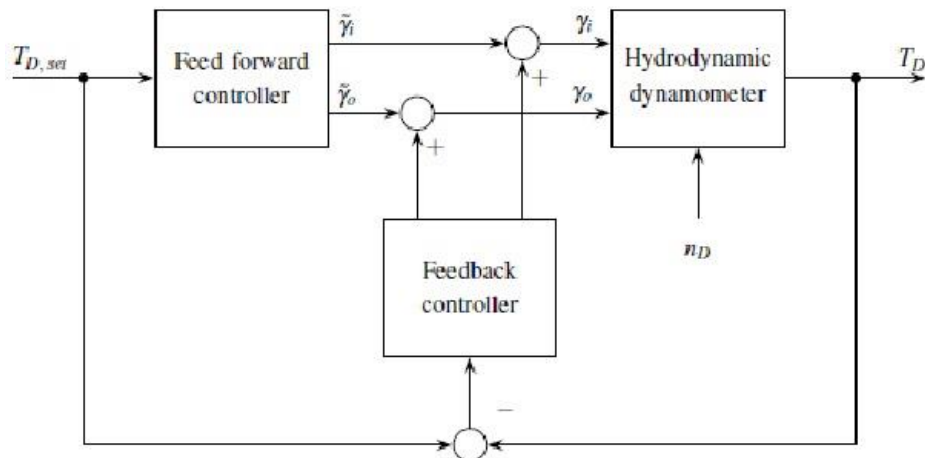 T_{D, set}
Feed forward
controller
γ̃_i
γ̃_o
+
+
γ_i
γ_o
Hydrodynamic
dynamometer
T_D
n_D
Feedback
controller
−